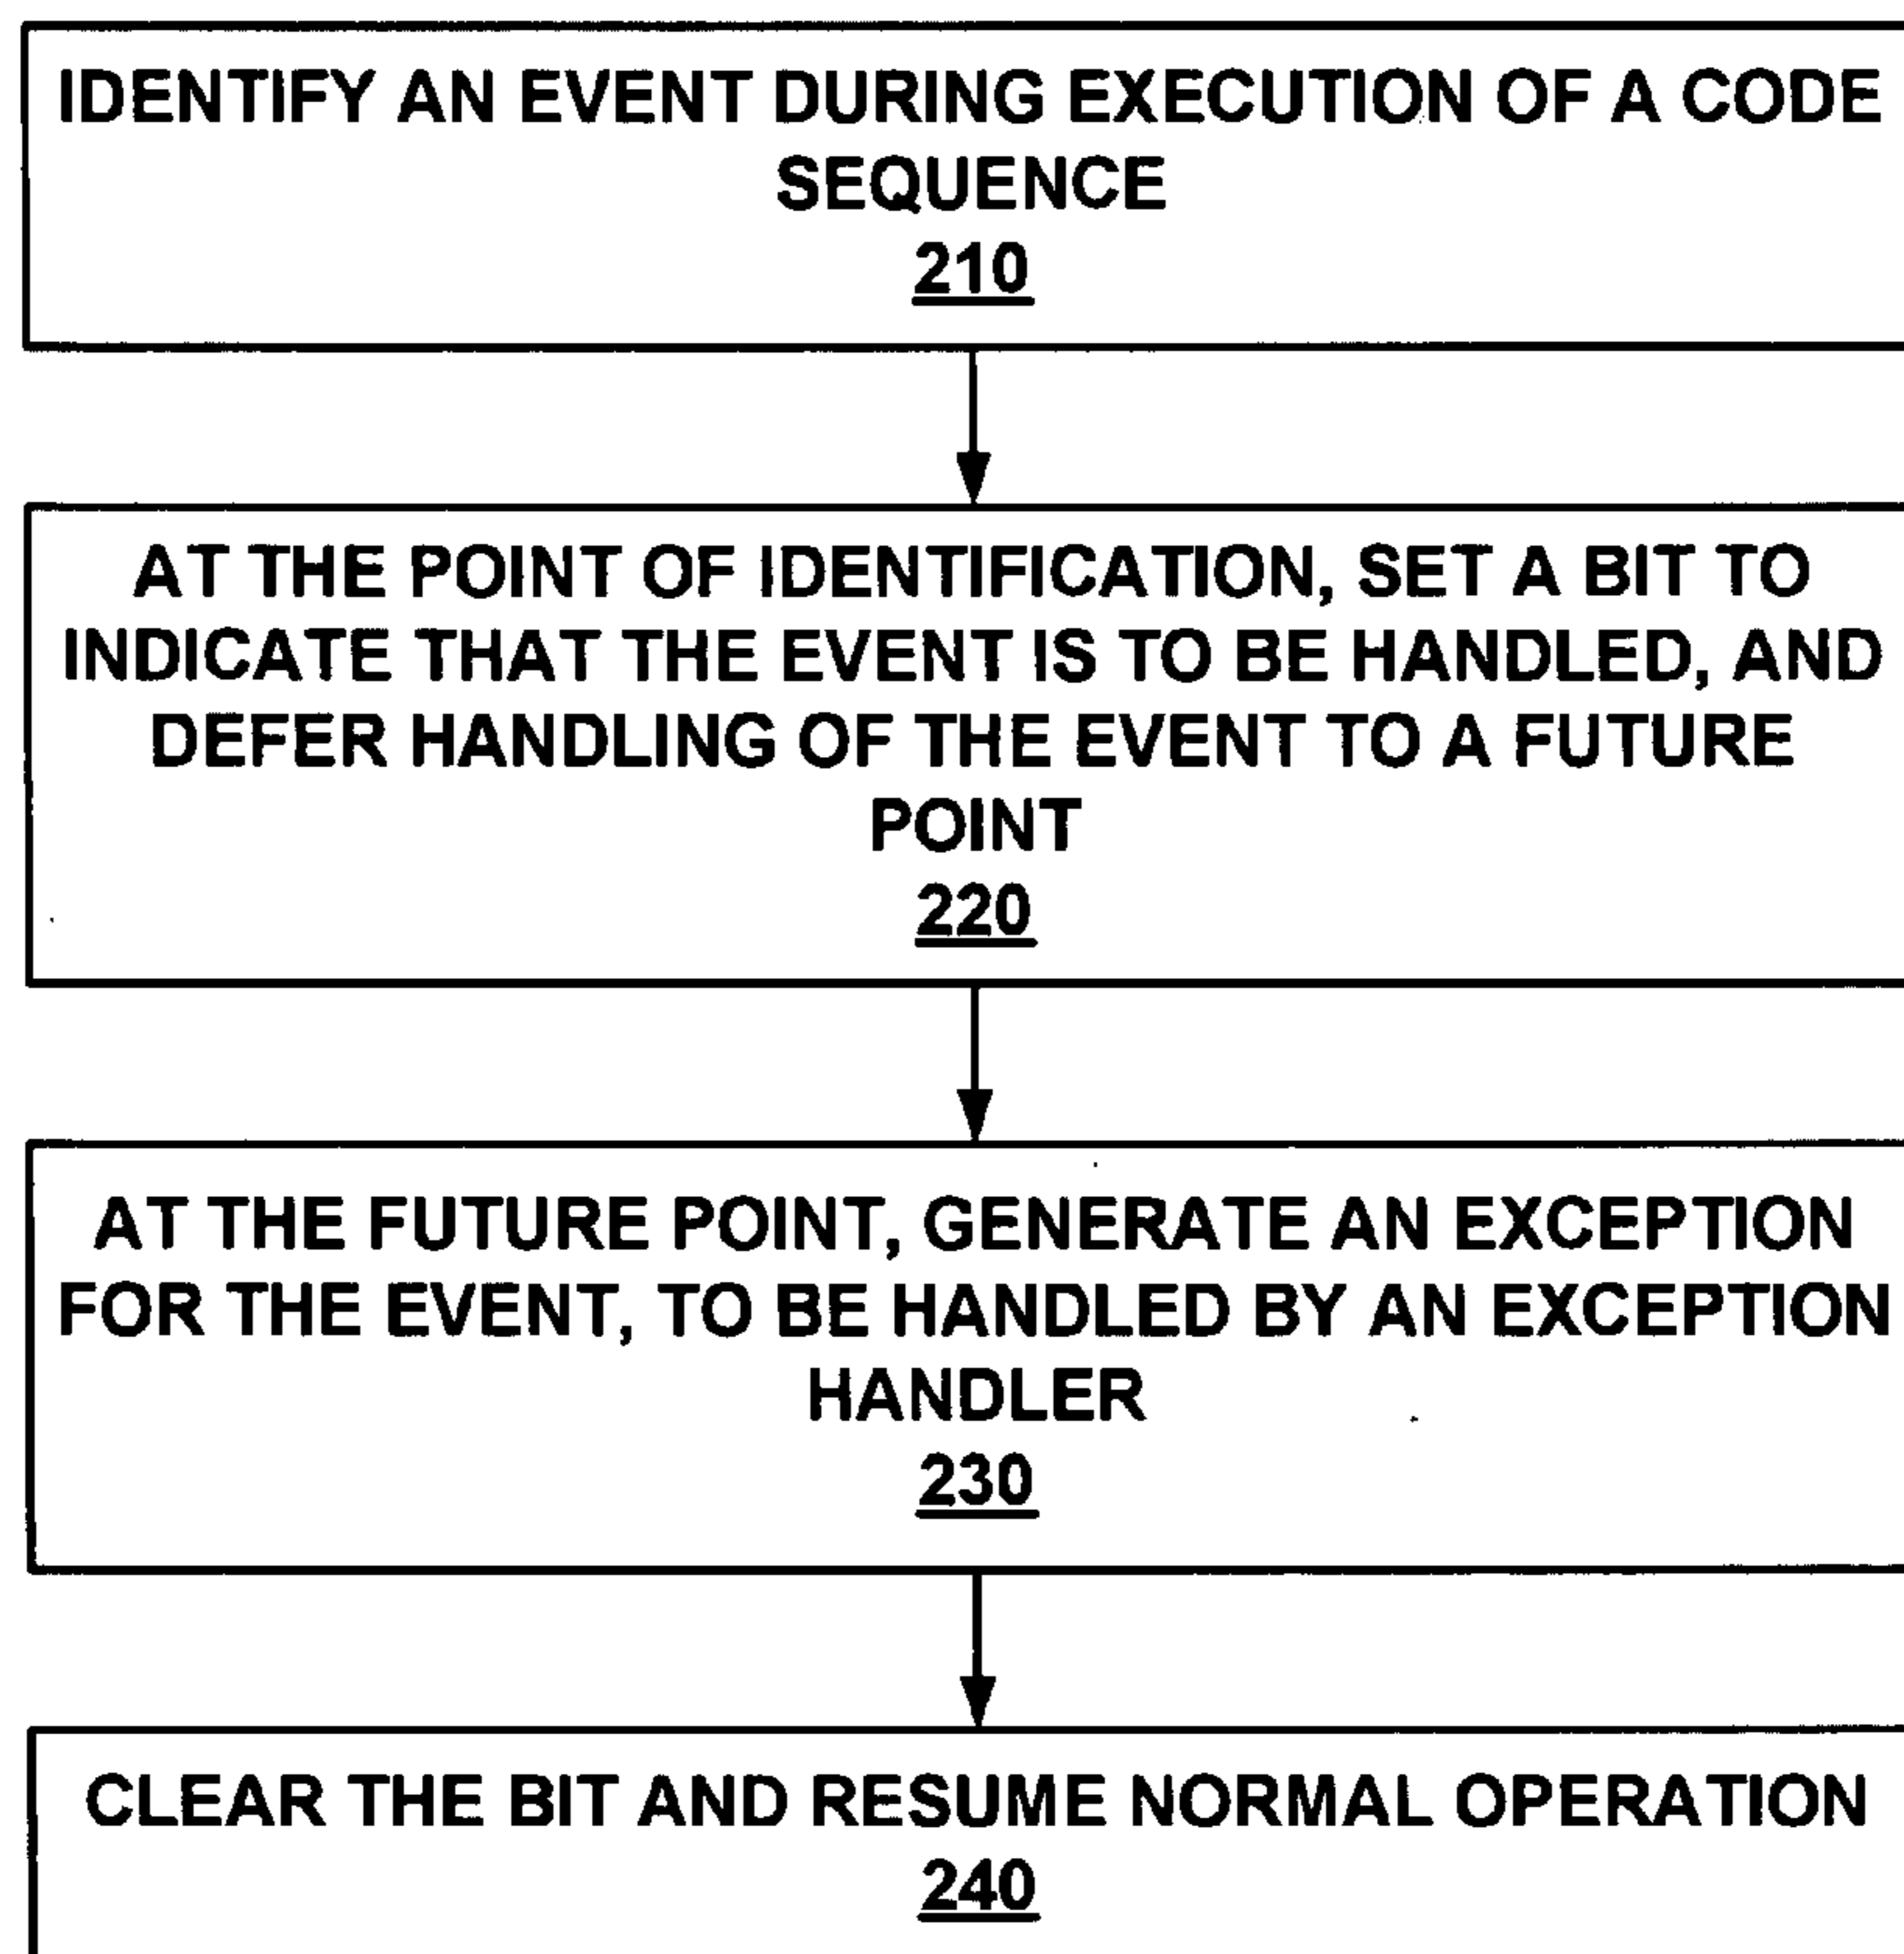 IDENTIFY AN EVENT DURING EXECUTION OF A CODE
SEQUENCE
210
AT THE POINT OF IDENTIFICATION, SET A BIT TO
INDICATE THAT THE EVENT IS TO BE HANDLED, AND
DEFER HANDLING OF THE EVENT TO A FUTURE
POINT
220
AT THE FUTURE POINT, GENERATE AN EXCEPTION
FOR THE EVENT, TO BE HANDLED BY AN EXCEPTION
HANDLER
230
CLEAR THE BIT AND RESUME NORMAL OPERATION
240